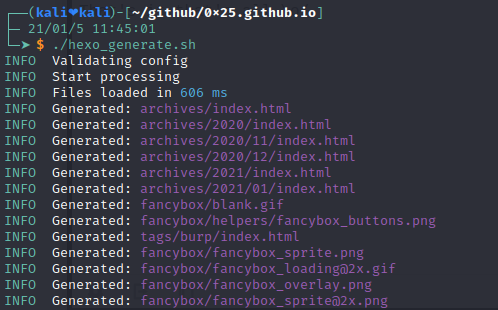 (kali❤kali)-[~/github/0×25.github.io]
21/01/5 11:45:01
$ ./hexo_generate.sh
INFO  Validating config
INFO  Start processing
INFO  Files loaded in 606 ms
INFO  Generated: archives/index.html
INFO  Generated: archives/2020/index.html
INFO  Generated: archives/2020/11/index.html
INFO  Generated: archives/2020/12/index.html
INFO  Generated: archives/2021/index.html
INFO  Generated: archives/2021/01/index.html
INFO  Generated: fancybox/blank.gif
INFO  Generated: fancybox/helpers/fancybox_buttons.png
INFO  Generated: tags/burp/index.html
INFO  Generated: fancybox/fancybox_sprite.png
INFO  Generated: fancybox/fancybox_loading@2x.gif
INFO  Generated: fancybox/fancybox_overlay.png
INFO  Generated: fancybox/fancybox_sprite@2x.png